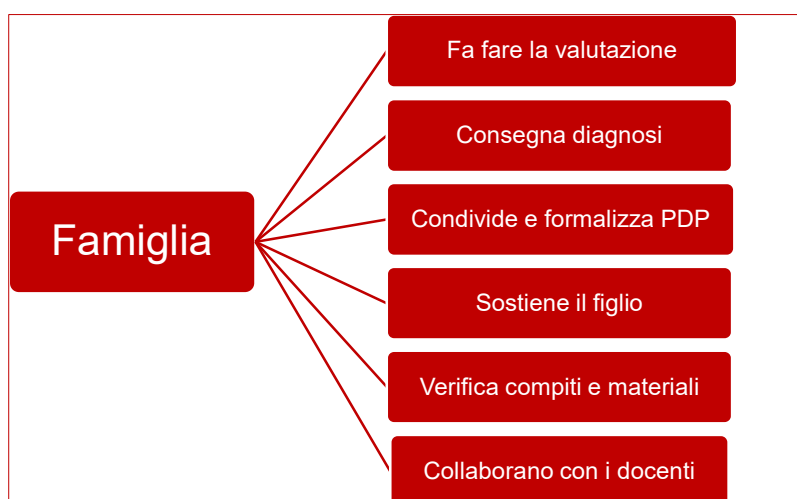 Famiglia
Fa fare la valutazione
Consegna diagnosi
Condivide e formalizza PDP
Sostiene il figlio
Verifica compiti e materiali
Collaborano con i docenti